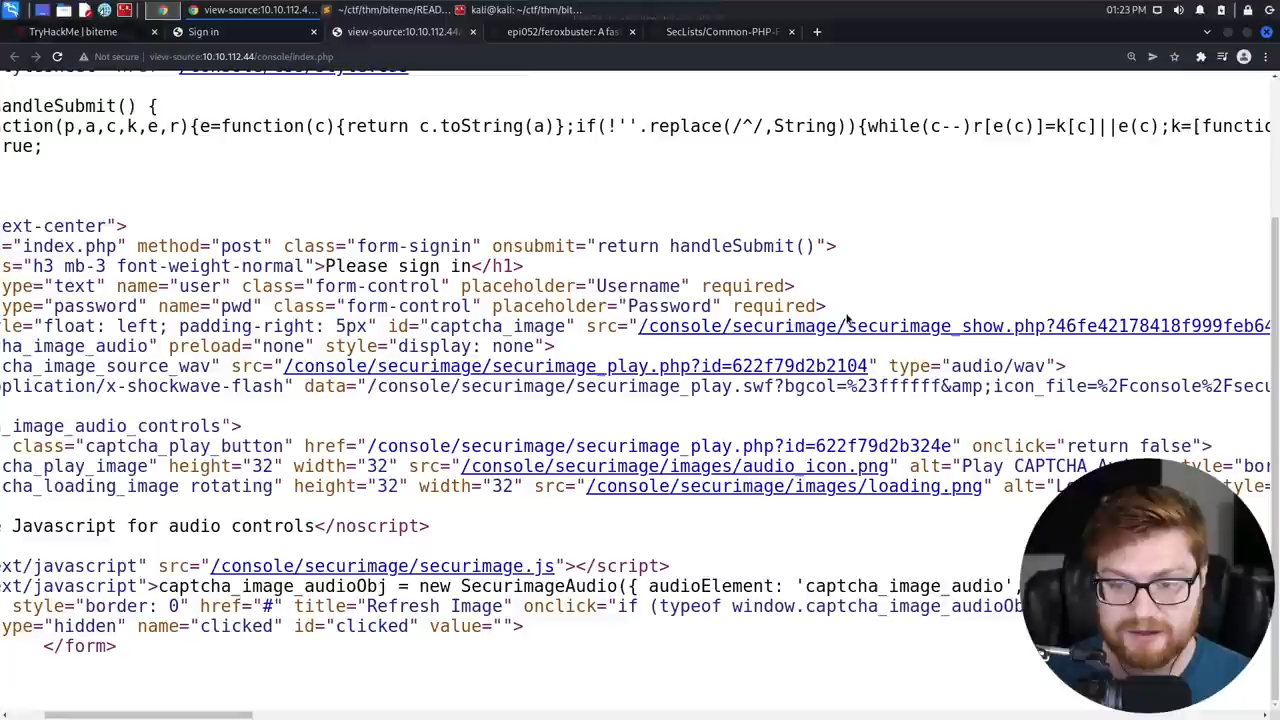 view-source:10.10.112.4...
~/ctf/thm/biteme/READ...
kali@kali: ~/ctf/thm/bit...
01:23 PM
TryHackMe | biteme
Sign in
view-source:10.10.112.44/
epi052/feroxbuster: A fas
SecLists/Common-PHP-F
Not secure
view-source:10.10.112.44/console/index.php
andleSubmit() {
ction(p,a,c,k,e,r){e=function(c){return c.toString(a)};if(!''.replace(/^/,String)){while(c--)r[e(c)]=k[c]||e(c);k=[functio
rue;
ext-center">
="index.php" method="post" class="form-signin" onsubmit="return handleSubmit()">
s="h3 mb-3 font-weight-normal">Please sign in</h1>
ype="text" name="user" class="form-control" placeholder="Username" required>
ype="password" name="pwd" class="form-control" placeholder="Password" required>
yle="float: left; padding-right: 5px" id="captcha_image" src="/console/securimage/securimage_show.php?46fe42178418f999feb64
cha_image_audio" preload="none" style="display: none">
cha_image_source_wav" src="/console/securimage/securimage_play.php?id=622f79d2b2104" type="audio/wav">
pplication/x-shockwave-flash" data="/console/securimage/securimage_play.swf?bgcol=%23ffffff&amp;icon_file=%2Fconsole%2Fsecu
a_image_audio_controls">
class="captcha_play_button" href="/console/securimage/securimage_play.php?id=622f79d2b324e" onclick="return false">
cha_play_image" height="32" width="32" src="/console/securimage/images/audio_icon.png" alt="Play CAPTCHA style="bor
cha_loading_image rotating" height="32" width="32" src="/console/securimage/images/loading.png" alt="
e Javascript for audio controls</noscript>
ext/javascript" src="/console/securimage/securimage.js"></script>
ext/javascript">captcha_image_audioObj = new SecurimageAudio({ audioElement: 'captcha_image_audio',
style="border: 0" href="#" title="Refresh Image" onclick="if (typeof window.captcha_image_audioOb
ype="hidden" name="clicked" id="clicked" value="">
</form>